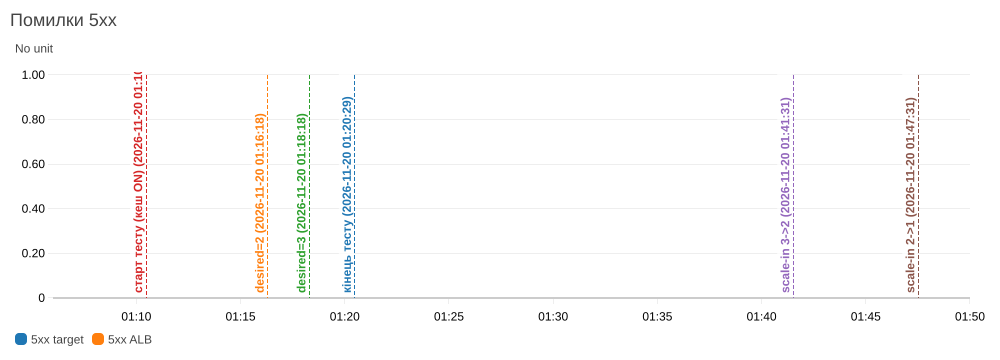 Помилки 5xx
No unit
1.00
0.80
0.60
0.40
0.20
0
старт тесту (кеш ON) (2026-11-20 01:1
desired=2 (2026-11-20 01:16:18)
desired=3 (2026-11-20 01:18:18)
кінець тесту (2026-11-20 01:20:29)
scale-in 3->2 (2026-11-20 01:41:31)
scale-in 2->1 (2026-11-20 01:47:31)
01:10 01:15 01:20 01:25 01:30 01:35 01:40 01:45 01:50
5xx target 5xx ALB